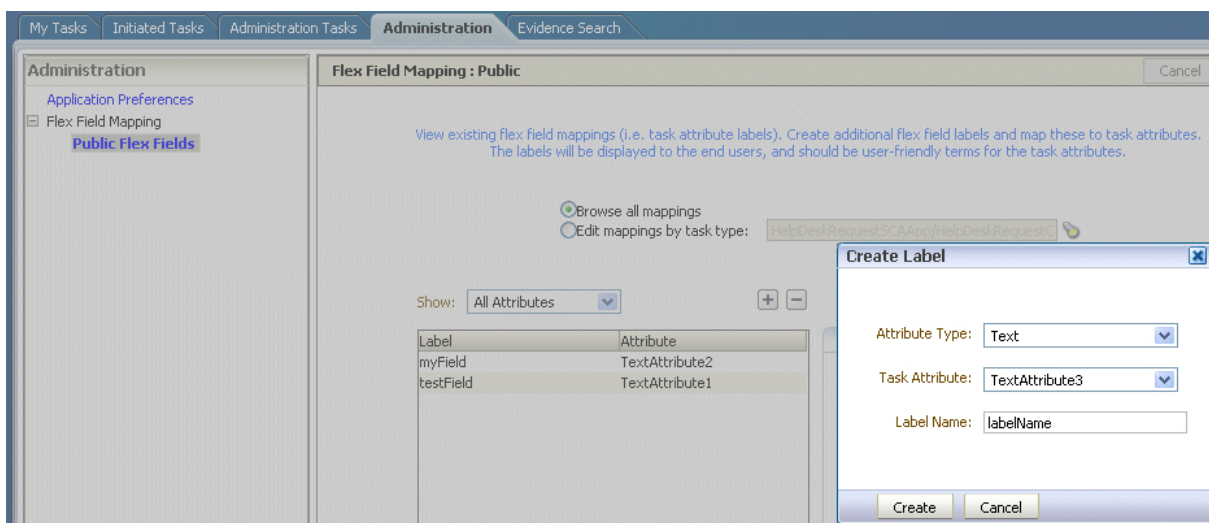 My Tasks Initiated Tasks Administration Tasks Administration Evidence Search
Administration
Application Preferences
Flex Field Mapping
Public Flex Fields
Flex Field Mapping : Public Cancel
View existing flex field mappings (i.e. task attribute labels). Create additional flex field labels and map these to task attributes.
The labels will be displayed to the end users, and should be user-friendly terms for the task attributes.
Browse all mappings
Edit mappings by task type: HelpDeskRequestSCAApp/HelpDeskRequestC
Show: All Attributes
Label Attribute
myField TextAttribute2
testField TextAttribute1
Create Label
Attribute Type: Text
Task Attribute: TextAttribute3
Label Name: labelName
Create Cancel